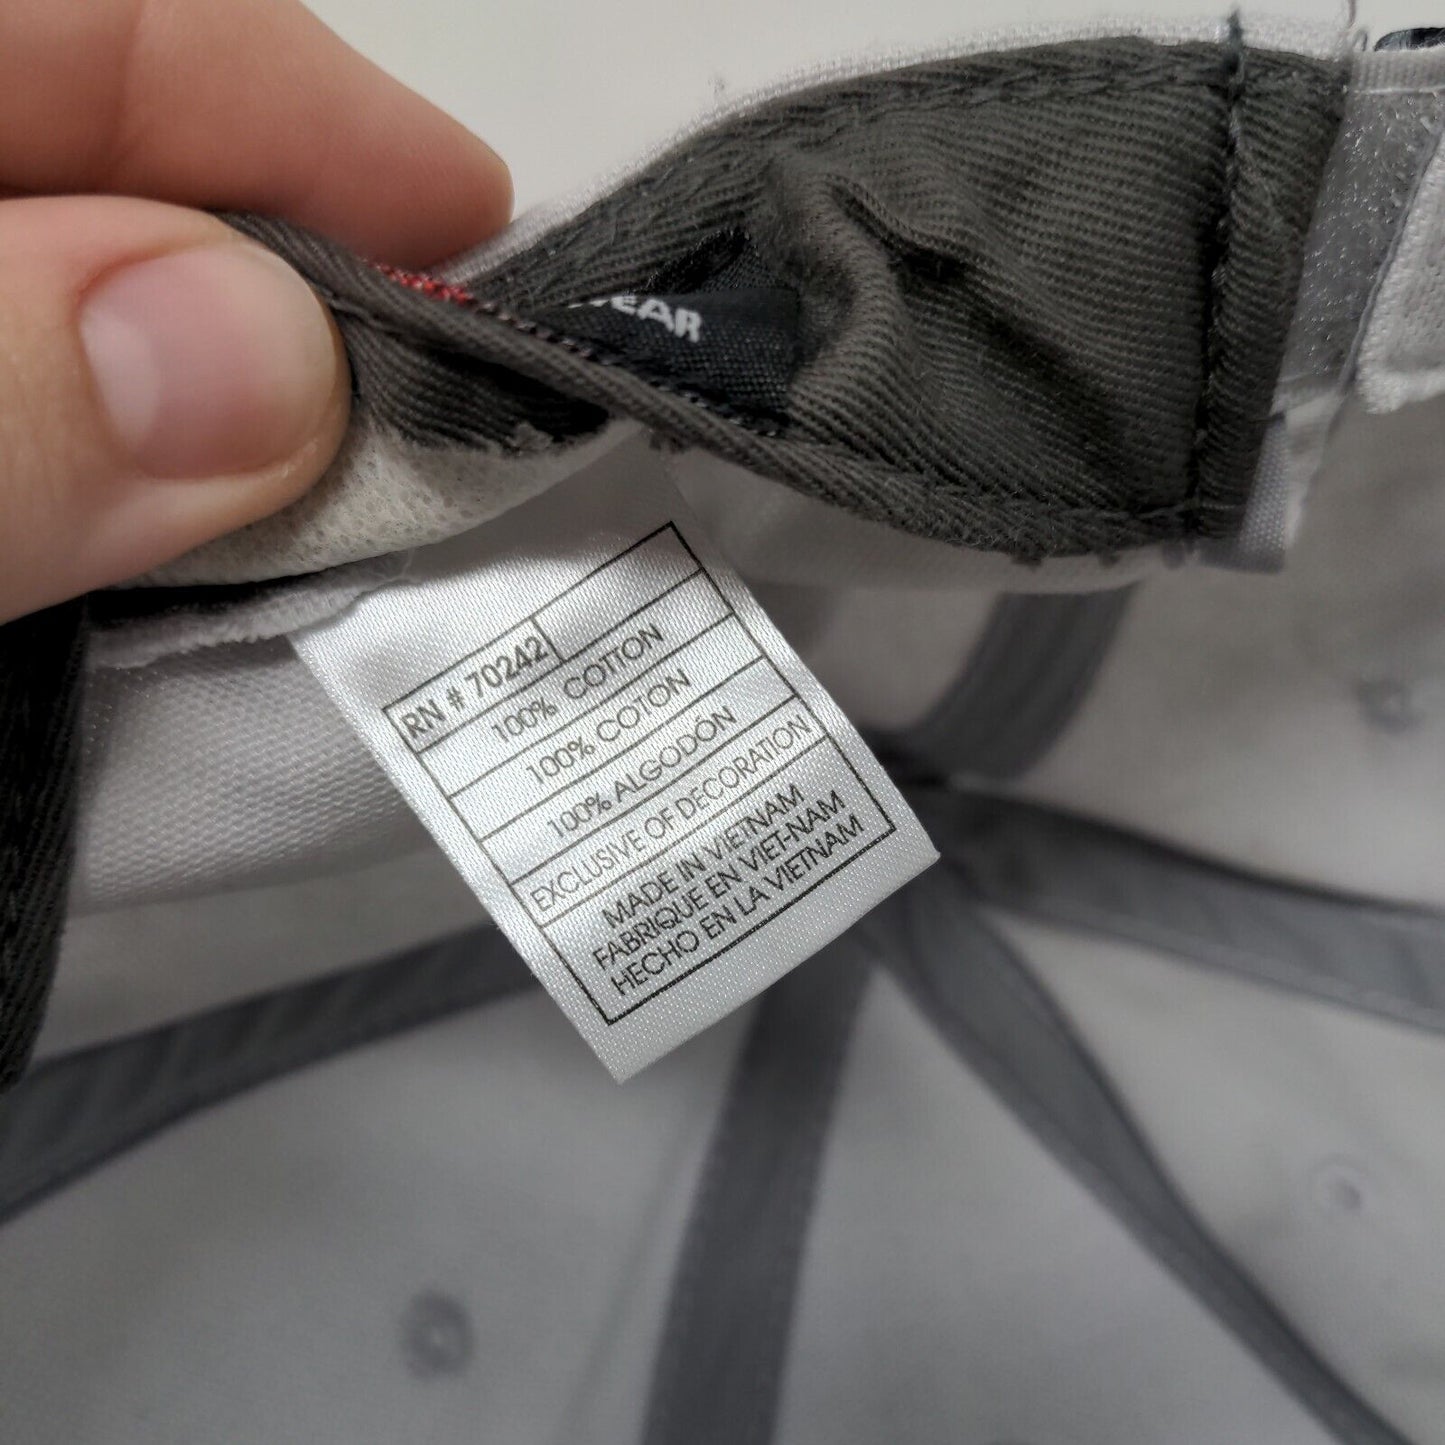 EAR
RN # 70242
100% COTTON
100% COTON
100% ALGODÓN
EXCLUSIVE OF DECORATION
MADE IN VIETNAM
FABRIQUE EN VIET-NAM
HECHO EN LA VIETNAM